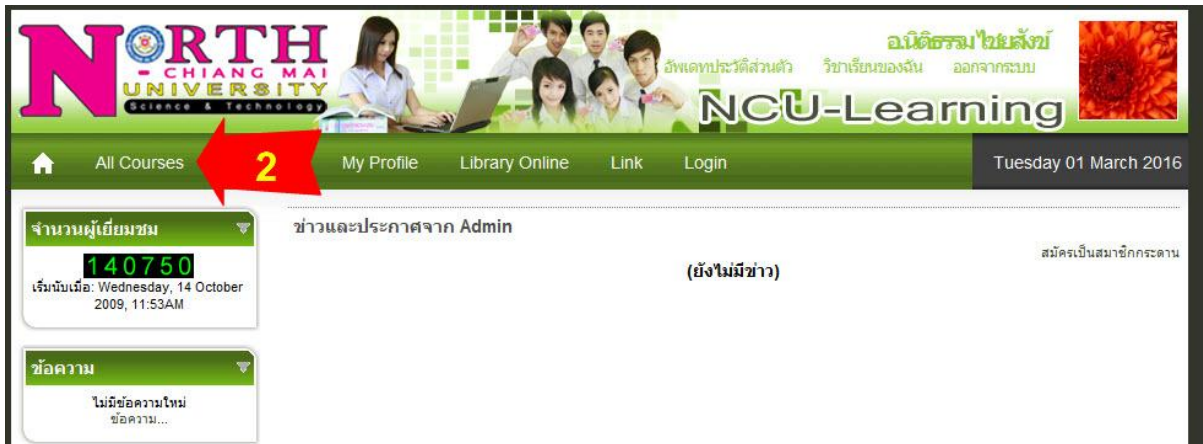 NORTH
- CHIANG MAI
UNIVERSITY
Science & Technology
อ.นิติธรรม ไชยสังข์
อัพเดทประวัติส่วนตัว วิชาเรียนของฉัน ออกจากระบบ
NCU-Learning
All Courses 2 My Profile Library Online Link Login Tuesday 01 March 2016
จำนวนผู้เยี่ยมชม
140750
เริ่มนับเมื่อ: Wednesday, 14 October
2009, 11:53AM
ข่าวและประกาศจาก Admin
สมัครเป็นสมาชิกกระดาน
(ยังไม่มีข่าว)
ข้อความ
ไม่มีข้อความใหม่
ข้อความ...